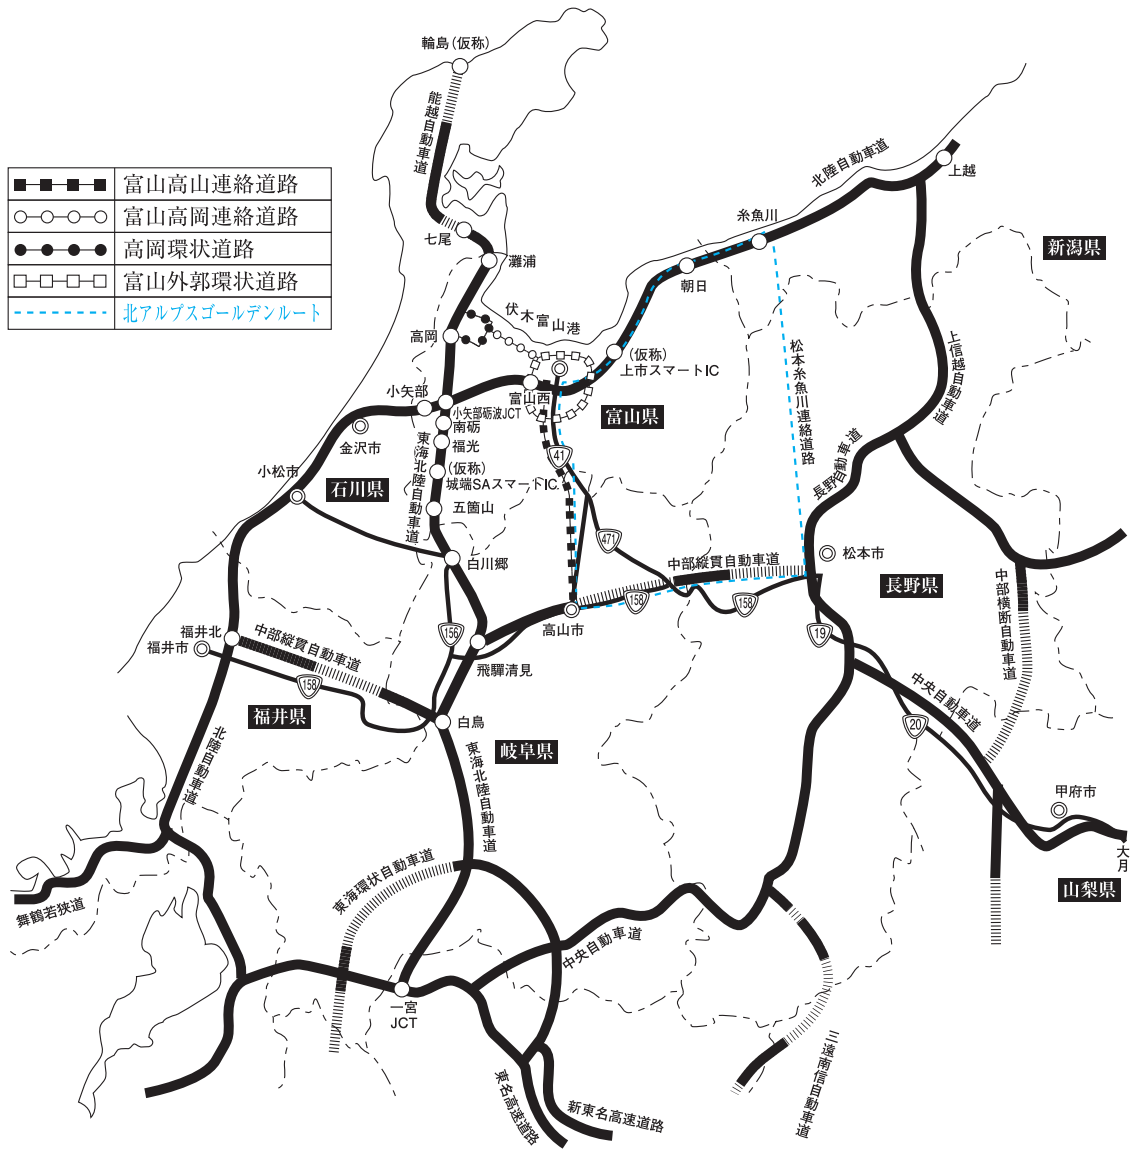 輪島(仮称)
能越自動車道
七尾
灘浦
富山高山連絡道路
富山高岡連絡道路
高岡環状道路
富山外郭環状道路
北アルプスゴールデンルート
北陸自動車道
上越
糸魚川
新潟県
朝日
伏木富山港
高岡
(仮称)
上市スマートIC
松本糸魚川連絡道路
上信越自動車道
小矢部
富山西
小矢部砺波JCT
富山県
南砺
金沢市
東海北陸自動車道
福光
41
長野自動車道
小松市
(仮称)
城端SAスマートIC
石川県
五箇山
471
白川郷
中部縦貫自動車道
松本市
長野県
158
158
高山市
中部横断自動車道
福井北
福井市
中部縦貫自動車道
156
19
飛騨清見
158
中央自動車道
福井県
白鳥
20
北陸自動車道
岐阜県
東海北陸自動車道
甲府市
大月
東海環状自動車道
山梨県
舞鶴若狭道
中央自動車道
一宮
JCT
三遠南信自動車道
東名高速道路
新東名高速道路